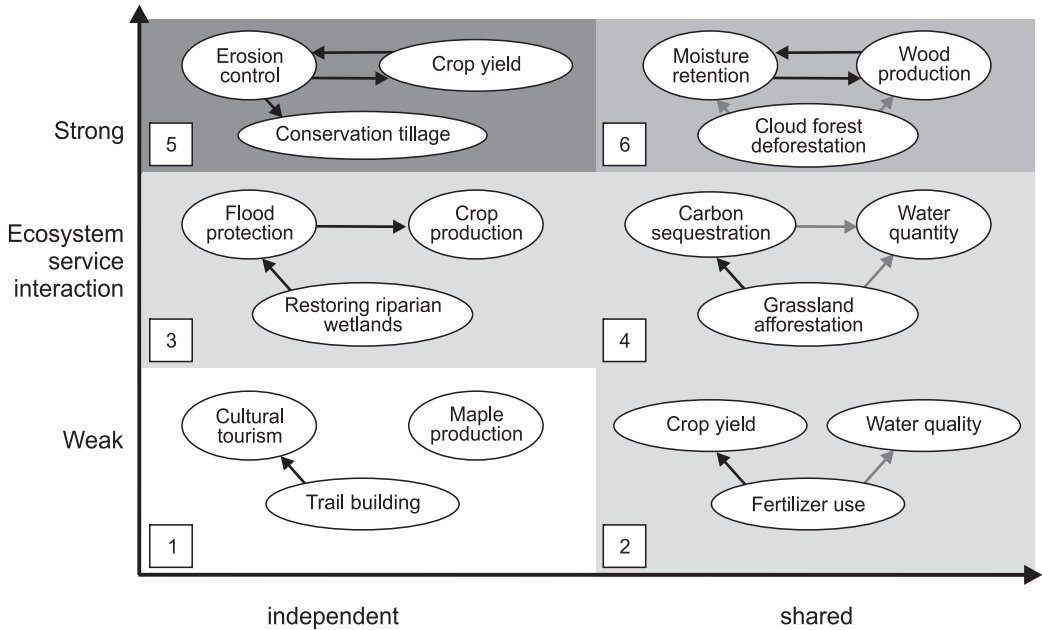 Strong
Ecosystem
service
interaction
Weak
Erosion
control
Crop yield
Conservation tillage
5
Moisture
retention
Wood
production
Cloud forest
deforestation
6
Flood
protection
Crop
production
Restoring riparian
wetlands
3
Carbon
sequestration
Water
quantity
Grassland
afforestation
4
Cultural
tourism
Maple
production
Trail building
1
Crop yield
Water quality
Fertilizer use
2
independent
shared